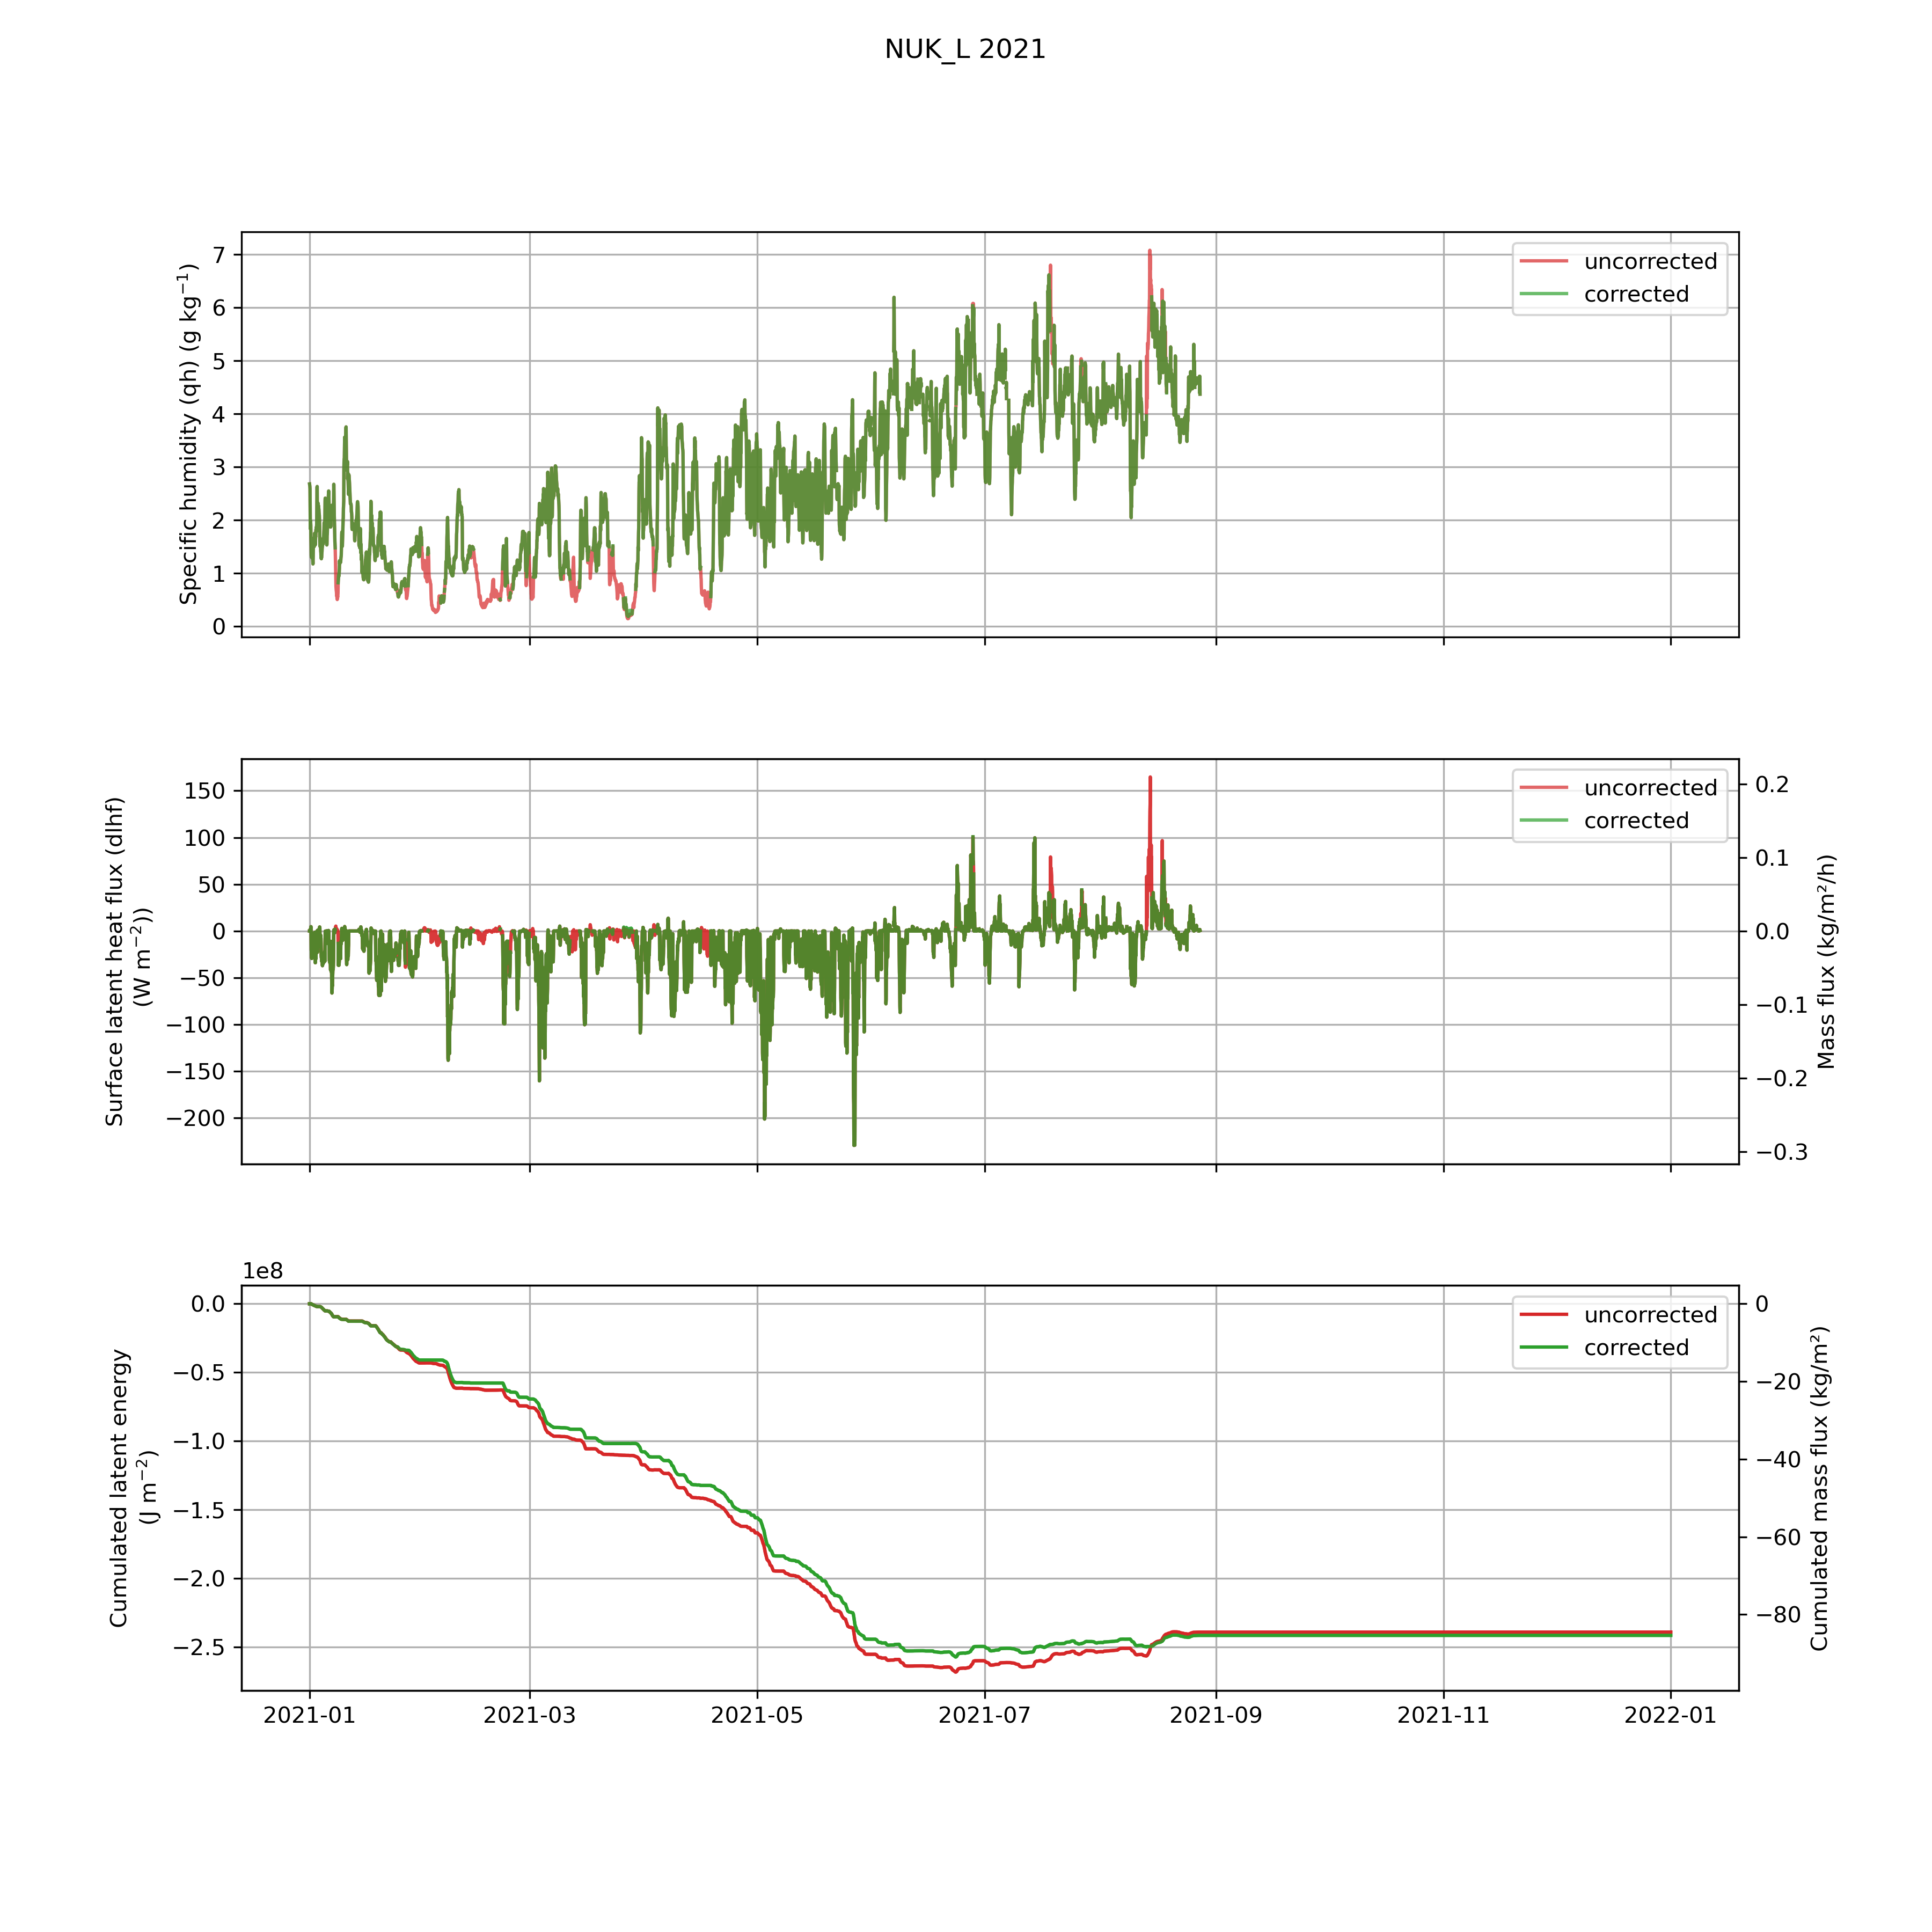 NUK_L 2021
Specific humidity (qh) (g kg⁻¹)
7
6
5
4
3
2
1
0
uncorrected
corrected
Surface latent heat flux (dlhf)
(W m⁻²))
150
100
50
0
−50
−100
−150
−200
uncorrected
corrected
0.2
0.1
0.0
−0.1
−0.2
−0.3
Mass flux (kg/m²/h)
1e8
Cumulated latent energy
(J m⁻²)
0.0
−0.5
−1.0
−1.5
−2.0
−2.5
uncorrected
corrected
0
−20
−40
−60
−80
Cumulated mass flux (kg/m²)
2021-01 2021-03 2021-05 2021-07 2021-09 2021-11 2022-01